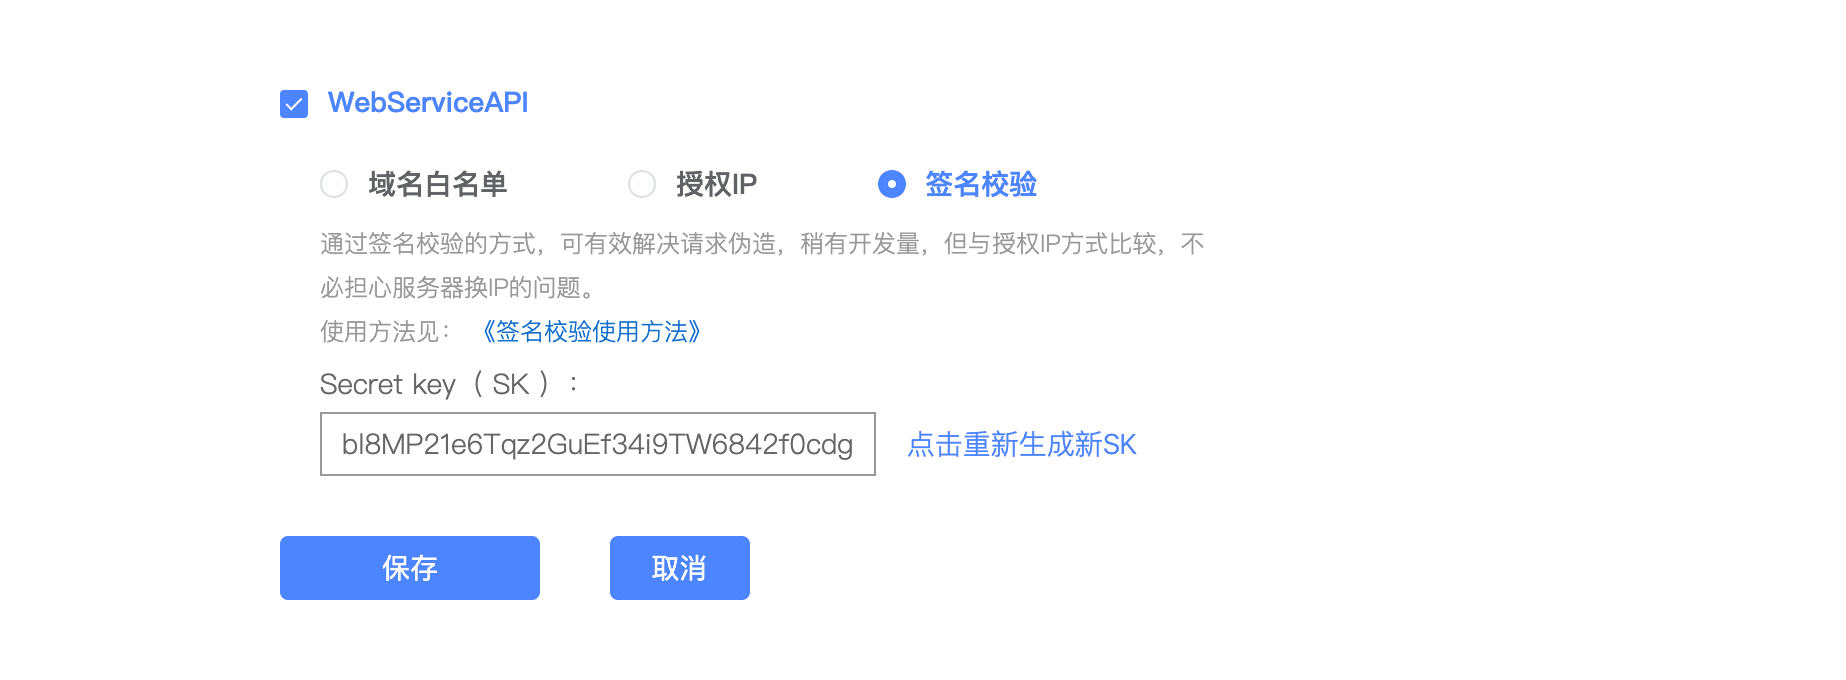 WebServiceAPI
域名白名单 授权IP 签名校验
通过签名校验的方式，可有效解决请求伪造，稍有开发量，但与授权IP方式比较，不
必担心服务器换IP的问题。
使用方法见： 《签名校验使用方法》
Secret key（SK）：
bl8MP21e6Tqz2GuEf34i9TW6842f0cdg 点击重新生成新SK
保存 取消